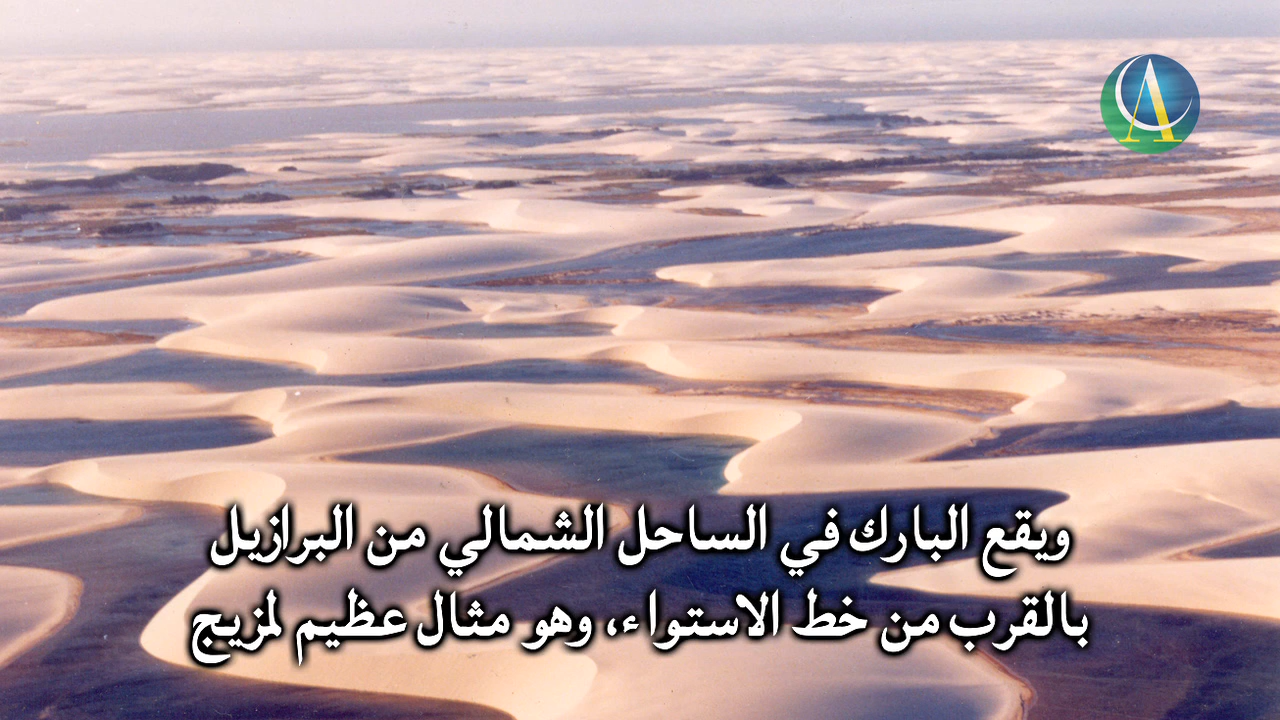 ويقع البارك في الساحل الشمالي من البرازيل
بالقرب من خط الاستواء، وهو مثال عظيم لمزيج